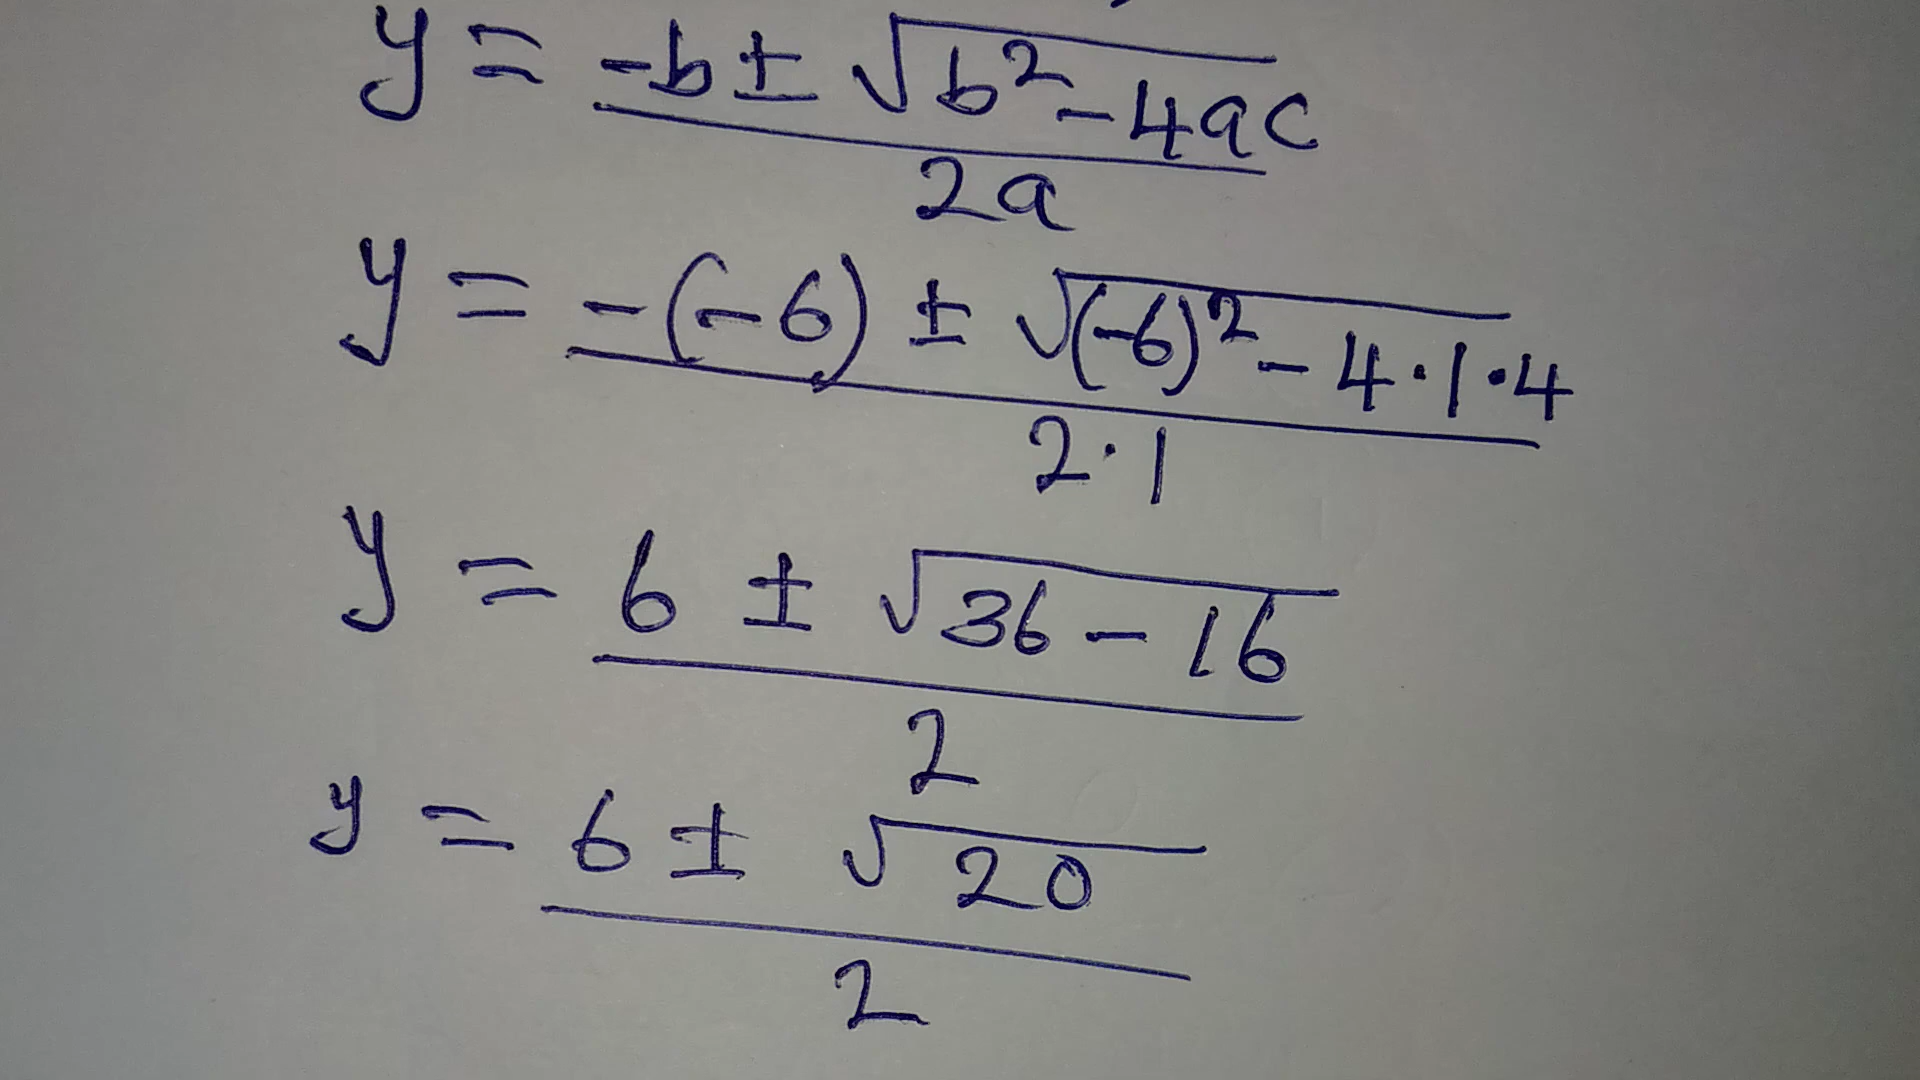 y = (-b ± √(b² - 4ac)) / 2a
y = (-(-6) ± √((-6)² - 4·1·4)) / 2·1
y = (6 ± √(36 - 16)) / 2
y = (6 ± √20) / 2